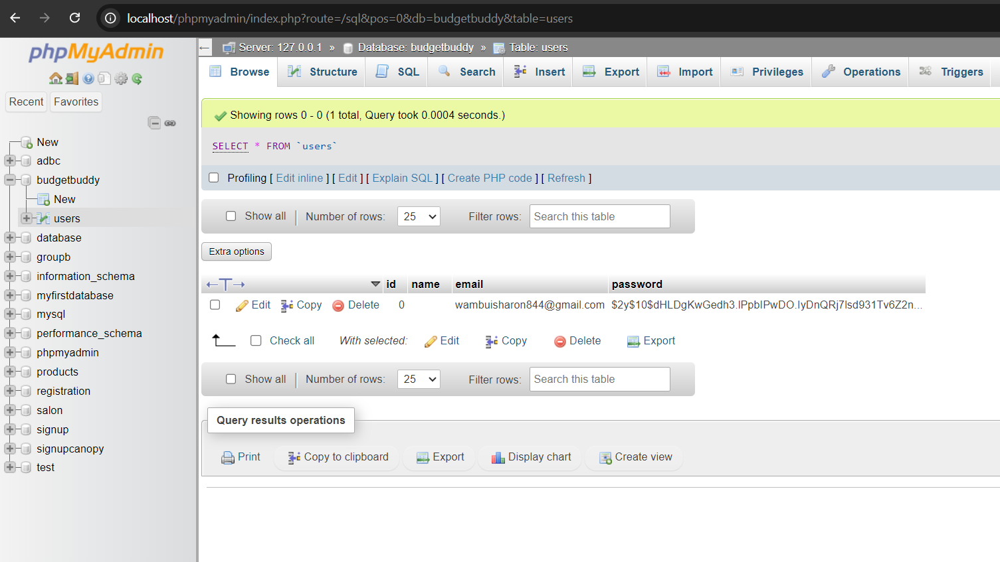 localhost/phpmyadmin/index.php?route=/sql&pos=0&db=budgetbuddy&table=users
phpMyAdmin
Recent
Favorites
New
adbc
budgetbuddy
New
users
database
groupb
information_schema
myfirstdatabase
mysql
performance_schema
phpmyadmin
products
registration
salon
signup
signupcanopy
test
Server: 127.0.0.1 » Database: budgetbuddy » Table: users
Browse Structure SQL Search Insert Export Import Privileges Operations Triggers
Showing rows 0 - 0 (1 total, Query took 0.0004 seconds.)
SELECT * FROM `users`
Profiling [ Edit inline ] [ Edit ] [ Explain SQL ] [ Create PHP code ] [ Refresh ]
Show all Number of rows: 25 Filter rows: Search this table
Extra options
←T→ id name email password
Edit Copy Delete 0 wambuisharon844@gmail.com
Check all With selected: Edit Copy Delete Export
Show all Number of rows: 25 Filter rows: Search this table
Query results operations
Print Copy to clipboard Export Display chart Create view